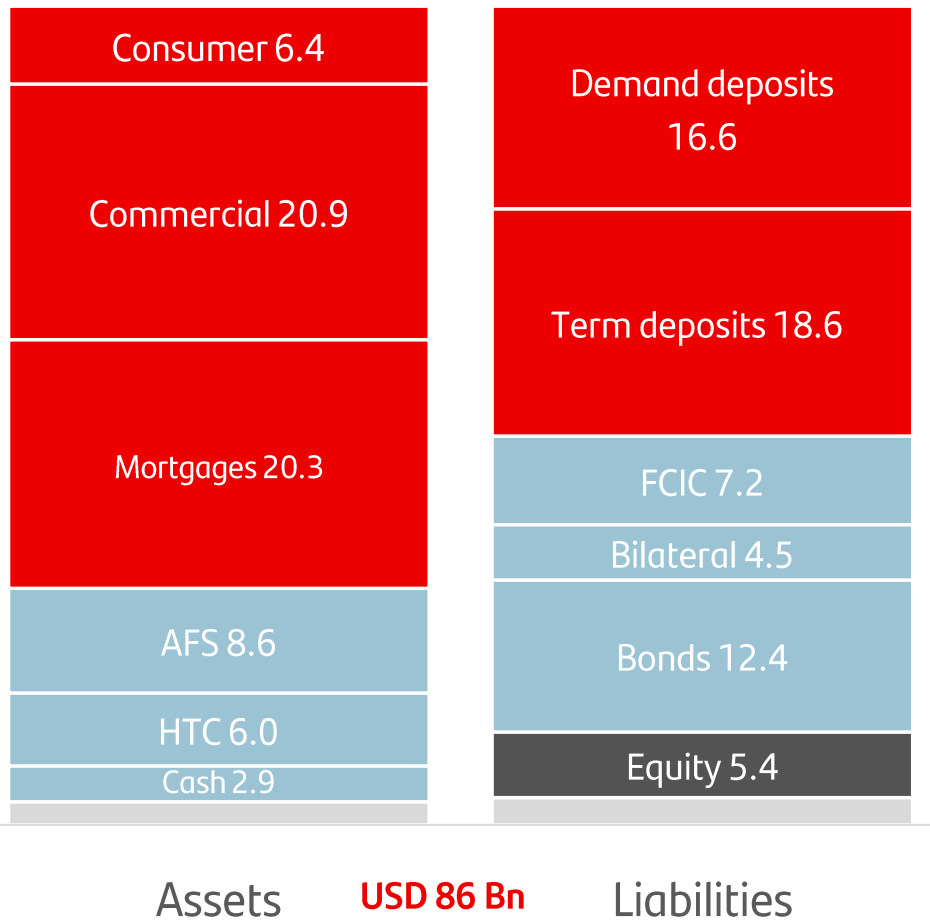 Consumer 6.4
Commercial 20.9
Mortgages 20.3
AFS 8.6
HTC 6.0
Cash 2.9
Demand deposits
16.6
Term deposits 18.6
FCIC 7.2
Bilateral 4.5
Bonds 12.4
Equity 5.4
Assets
USD 86 Bn
Liabilities